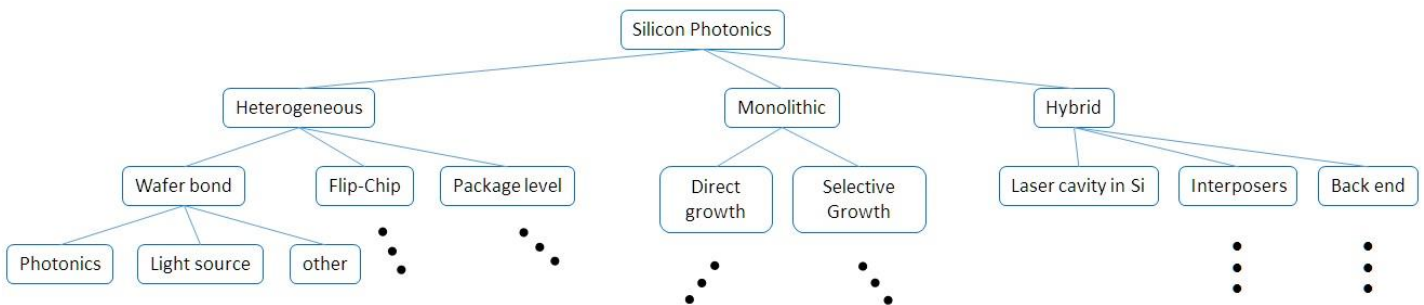 Silicon Photonics
Heterogeneous
Monolithic
Hybrid
Wafer bond
Flip-Chip
Package level
Direct
growth
Selective
Growth
Laser cavity in Si
Interposers
Back end
Photonics
Light source
other